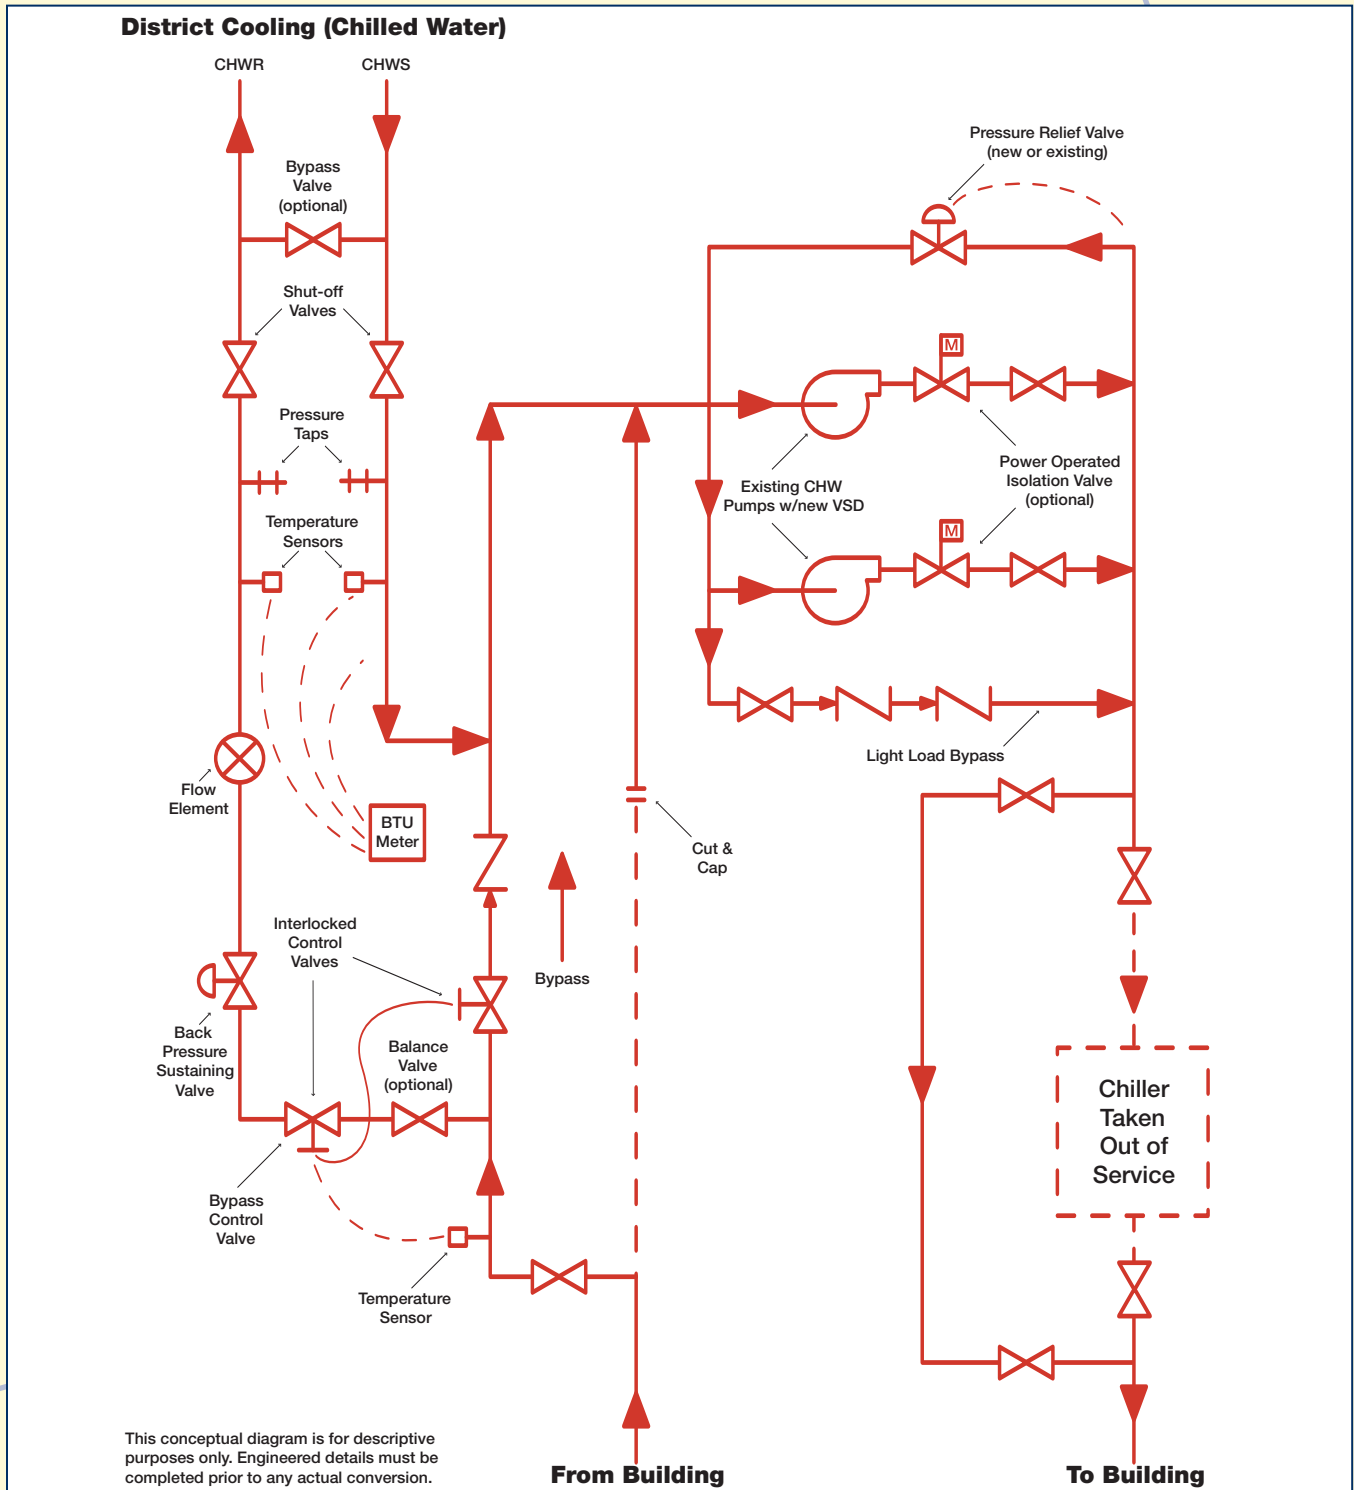 District Cooling (Chilled Water)
CHWR
CHWS
Bypass
Valve
(optional)
Shut-off
Valves
Pressure
Taps
Temperature
Sensors
Flow
Element
BTU
Meter
Interlocked
Control
Valves
Back
Pressure
Sustaining
Valve
Balance
Valve
(optional)
Bypass
Control
Valve
Temperature
Sensor
Bypass
Cut &
Cap
Pressure Relief Valve
(new or existing)
M
Existing CHW
Pumps w/new VSD
Power Operated
Isolation Valve
(optional)
M
Light Load Bypass
Chiller
Taken
Out of
Service
This conceptual diagram is for descriptive
purposes only. Engineered details must be
completed prior to any actual conversion.
From Building
To Building